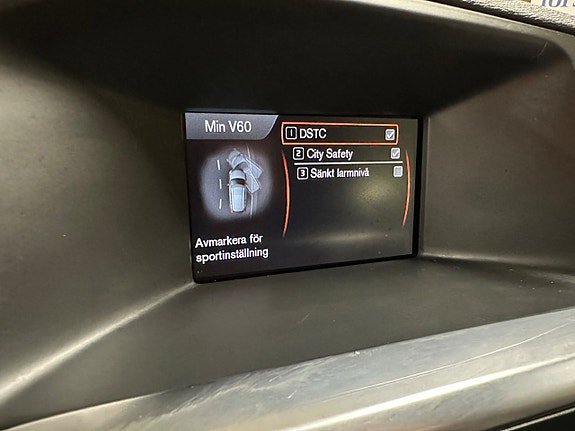 Min V60
1 DSTC
2 City Safety
3 Sänkt larmnivå
Avmarkera för
sportinställning